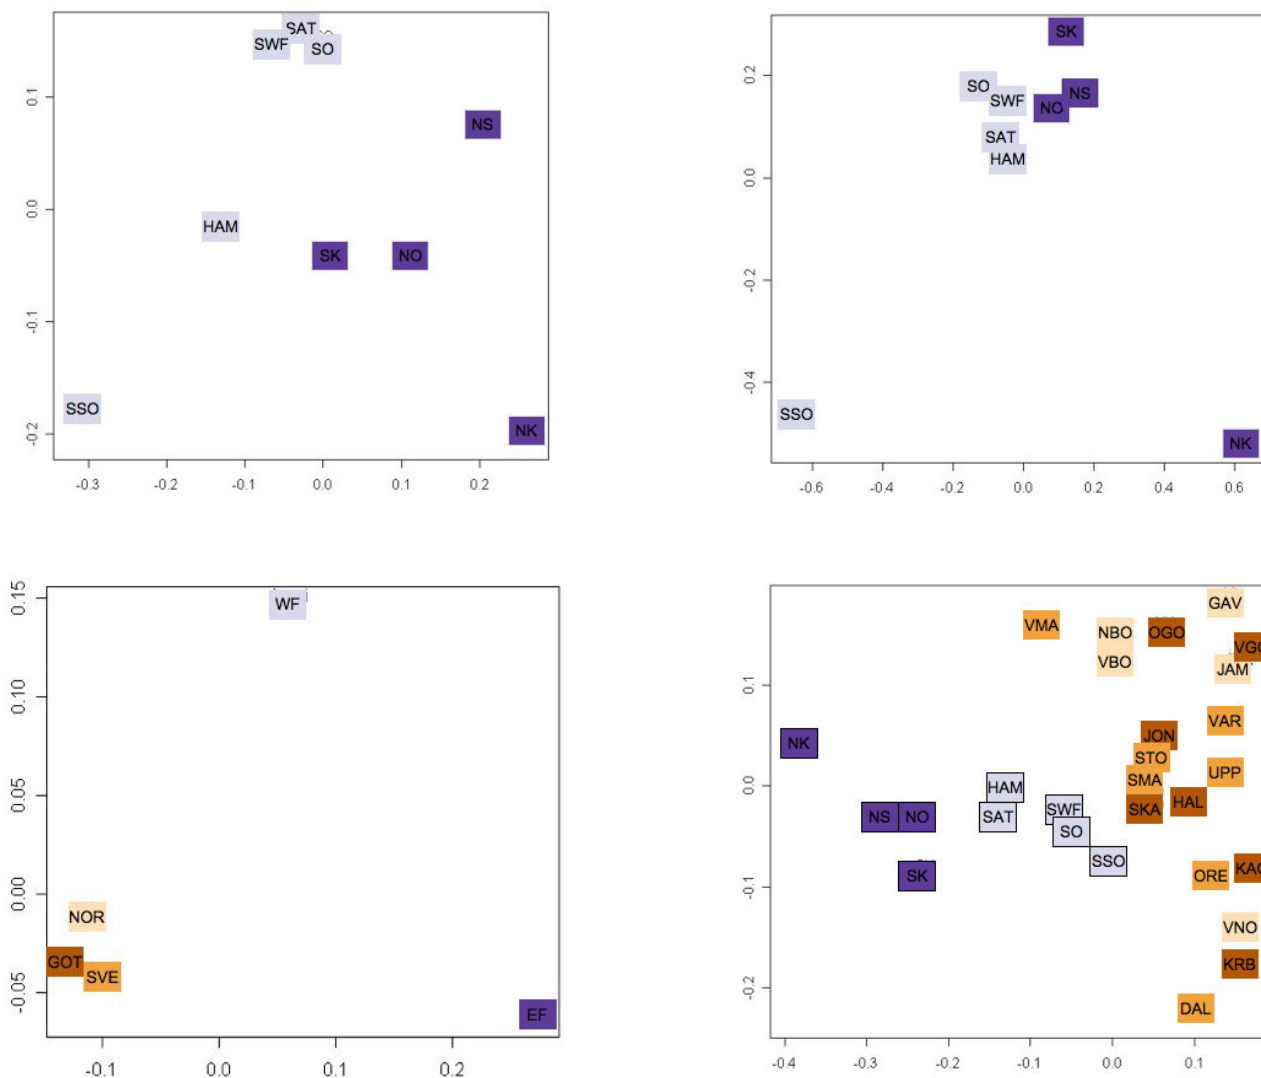 SAT
SWF
SO
NS
HAM
SK
NO
SSO
NK
0.1
0.0
-0.1
-0.2
-0.3
-0.2
-0.1
0.0
0.1
0.2
SK
SO
SWF
NS
NO
SAT
HAM
SSO
NK
0.2
0.0
-0.2
-0.4
-0.6
-0.4
-0.2
0.0
0.2
0.4
0.6
WF
NOR
GOT
SVE
EF
0.15
0.10
0.05
0.00
-0.05
-0.1
0.0
0.1
0.2
GAV
VMA
NBO
OGO
VBO
JAM
VAR
JON
NK
STO
SMA
UPP
HAM
SWF
SKA
HAL
NS
NO
SAT
SO
SSO
SK
ORE
VNO
KRB
DAL
0.1
0.0
-0.1
-0.2
-0.4
-0.3
-0.2
-0.1
0.0
0.1